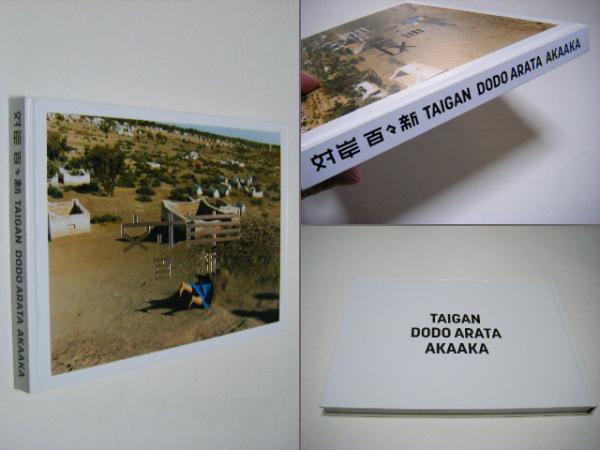 対岸 百々新 TAIGAN DODO ARATA AKAAKA
対岸 百々新 TAIGAN DODO ARATA AKAAKA
TAIGAN
DODO ARATA
AKAAKA